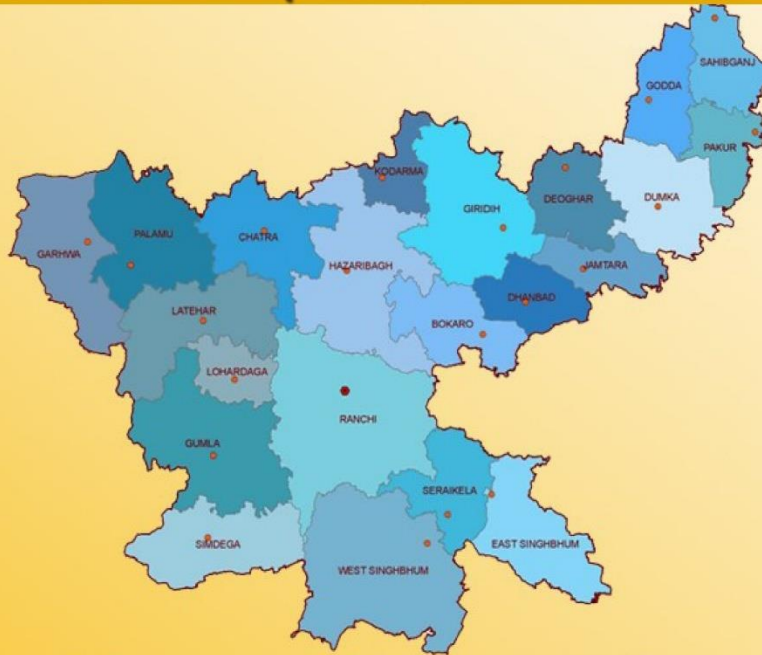 SAHIBGANJ
GODDA
PAKUR
KODARMA
DEOGHAR
DUMKA
GIRIDIH
PALAMU
CHATRA
GARHWA
HAZARIBAGH
JAMTARA
DHANBAD
LATEHAR
BOKARO
LOHARDAGA
RANCHI
GUMLA
SERAIKELA
SIMDEGA
EAST SINGHBHUM
WEST SINGHBHUM